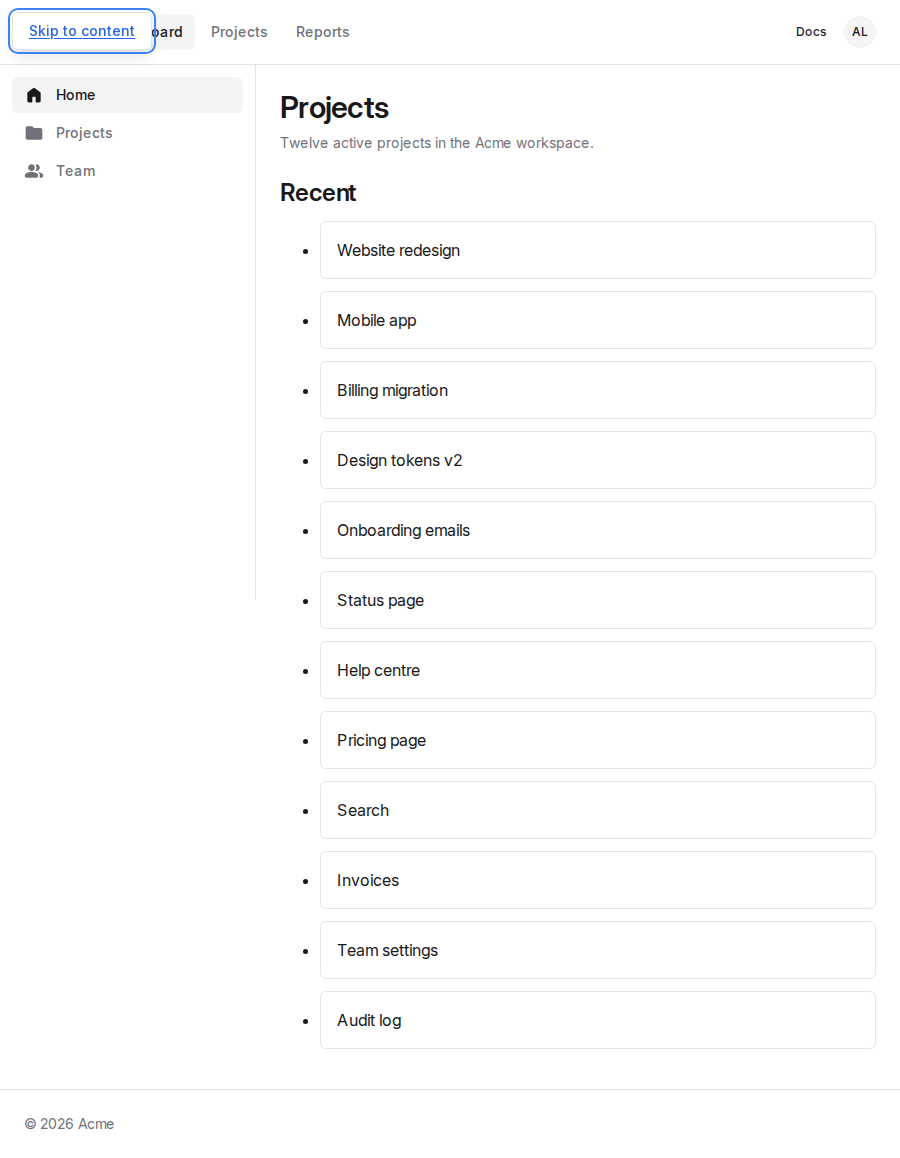 Skip to content
Projects
Reports
Docs
AL
Home
Projects
Team
Projects
Twelve active projects in the Acme workspace.
Recent
Website redesign
Mobile app
Billing migration
Design tokens v2
Onboarding emails
Status page
Help centre
Pricing page
Search
Invoices
Team settings
Audit log
© 2026 Acme